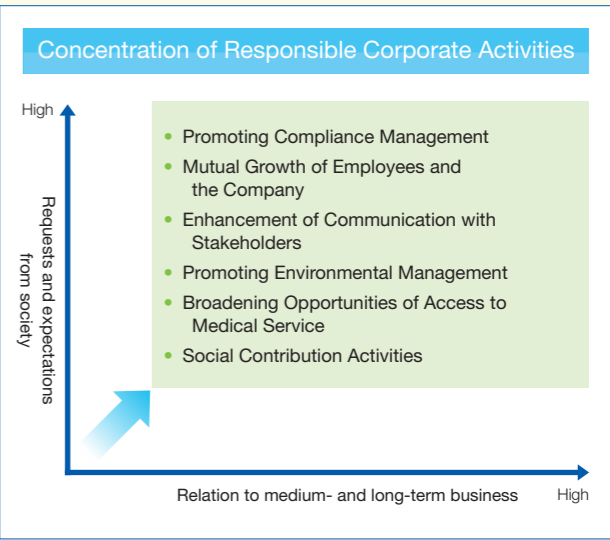 Concentration of Responsible Corporate Activities
High
Requests and expectations
from society
• Promoting Compliance Management
• Mutual Growth of Employees and
the Company
• Enhancement of Communication with
Stakeholders
• Promoting Environmental Management
• Broadening Opportunities of Access to
Medical Service
• Social Contribution Activities
Relation to medium- and long-term business
High